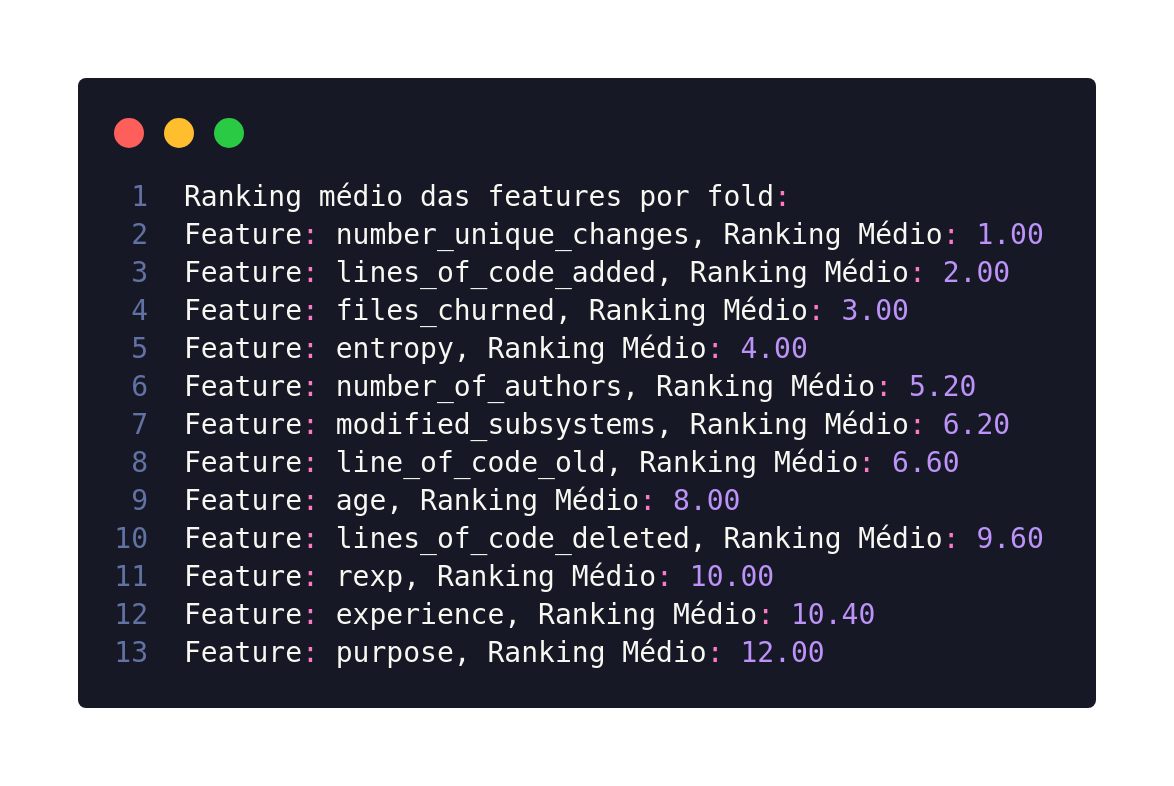 1 Ranking médio das features por fold:
2 Feature: number_unique_changes, Ranking Médio: 1.00
3 Feature: lines_of_code_added, Ranking Médio: 2.00
4 Feature: files_churned, Ranking Médio: 3.00
5 Feature: entropy, Ranking Médio: 4.00
6 Feature: number_of_authors, Ranking Médio: 5.20
7 Feature: modified_subsystems, Ranking Médio: 6.20
8 Feature: line_of_code_old, Ranking Médio: 6.60
9 Feature: age, Ranking Médio: 8.00
10 Feature: lines_of_code_deleted, Ranking Médio: 9.60
11 Feature: rexp, Ranking Médio: 10.00
12 Feature: experience, Ranking Médio: 10.40
13 Feature: purpose, Ranking Médio: 12.00